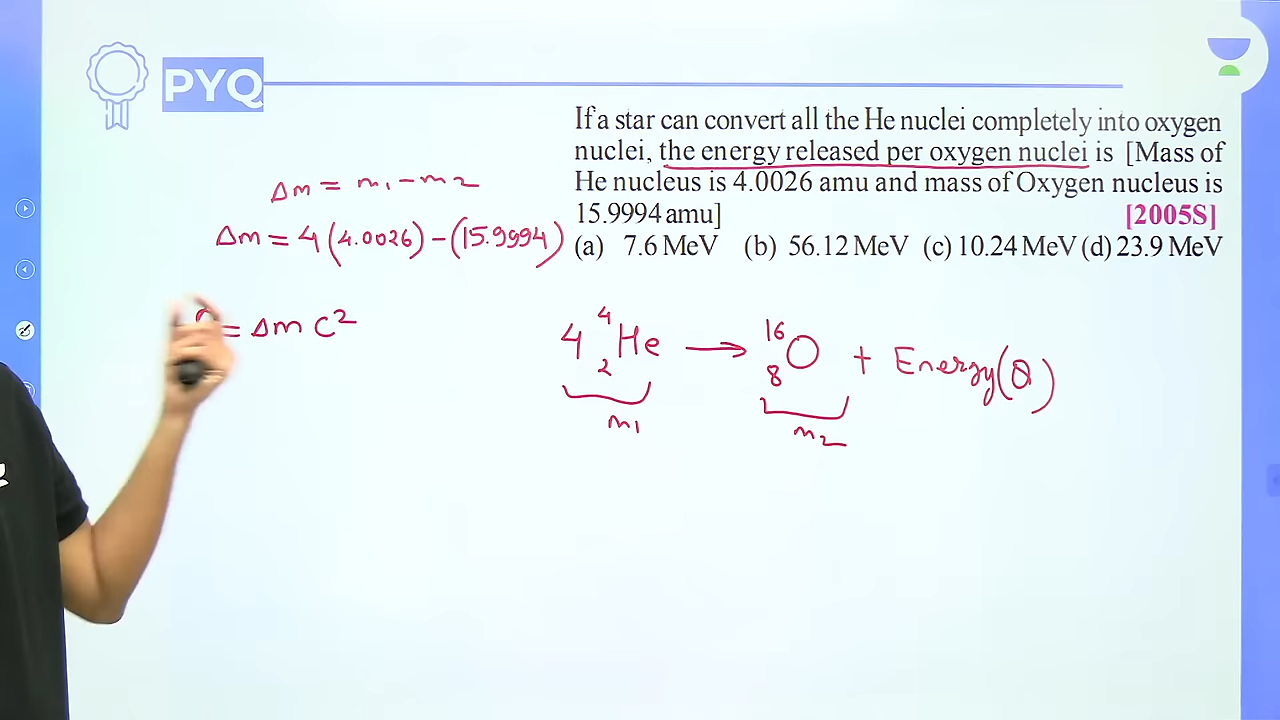 PYQ
If a star can convert all the He nuclei completely into oxygen
nuclei, the energy released per oxygen nuclei is [Mass of
He nucleus is 4.0026 amu and mass of Oxygen nucleus is
15.9994 amu] [2005S]
(a) 7.6 MeV (b) 56.12 MeV (c) 10.24 MeV (d) 23.9 MeV
Δm = m₁ - m₂
Δm = 4(4.0026) - (15.9994)
= Δm C²
4 ⁴₂He → ¹⁶₈O + Energy(Q)
m₁ m₂